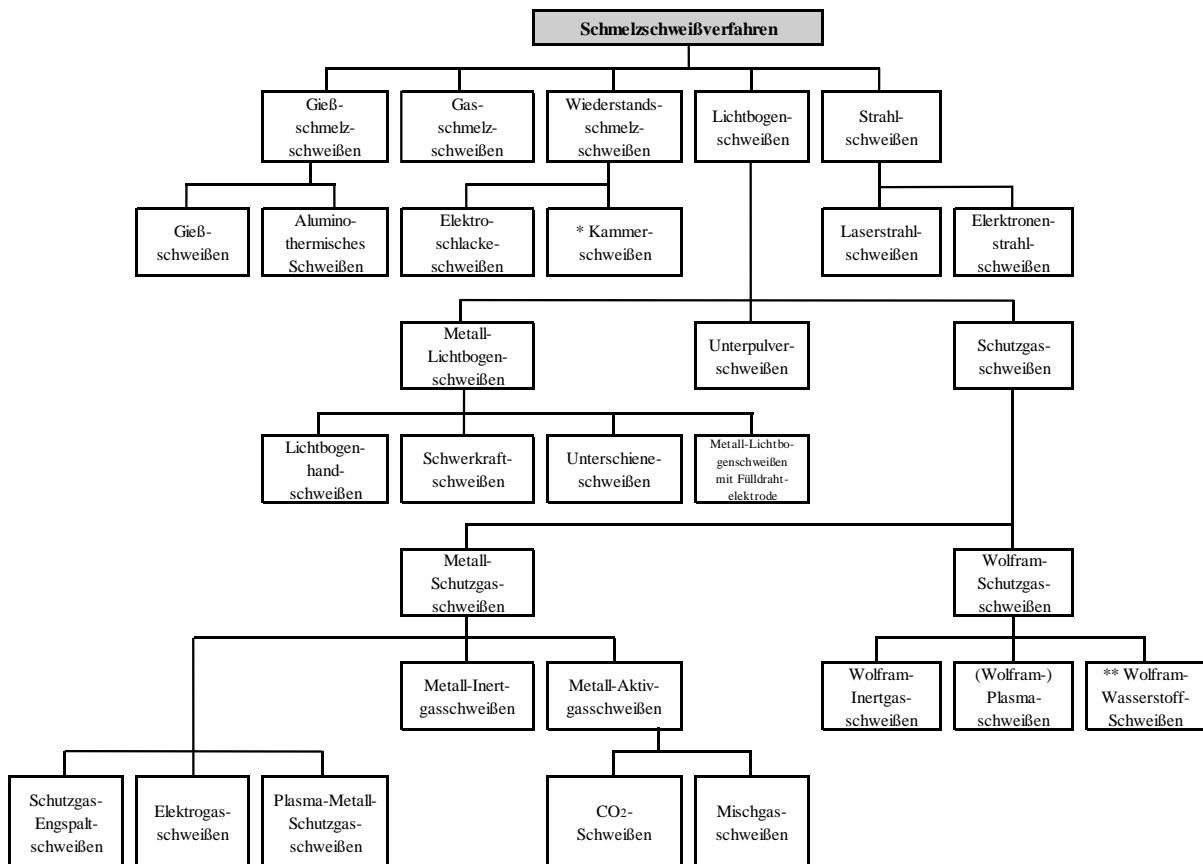 Schmelzschweißverfahren
Gieß-
schmelz-
schweißen
Gas-
schmelz-
schweißen
Wiederstands-
schmelz-
schweißen
Lichtbogen-
schweißen
Strahl-
schweißen
Gieß-
schweißen
Alumino-
thermisches
Schweißen
Elektro-
schlacke-
schweißen
* Kammer-
schweißen
Laserstrahl-
schweißen
Elerktronen-
strahl-
schweißen
Metall-
Lichtbogen-
schweißen
Unterpulver-
schweißen
Schutzgas-
schweißen
Lichtbogen-
hand-
schweißen
Schwerkraft-
schweißen
Unterschiene-
schweißen
Metall-Lichtbo-
genschweißen
mit Fülldraht-
elektrode
Metall-
Schutzgas-
schweißen
Wolfram-
Schutzgas-
schweißen
Metall-Inert-
gasschweißen
Metall-Aktiv-
gasschweißen
Wolfram-
Inertgas-
schweißen
(Wolfram-)
Plasma-
schweißen
** Wolfram-
Wasserstoff-
Schweißen
Schutzgas-
Engspalt-
schweißen
Elektrogas-
schweißen
Plasma-Metall-
Schutzgas-
schweißen
CO2-
Schweißen
Mischgas-
schweißen